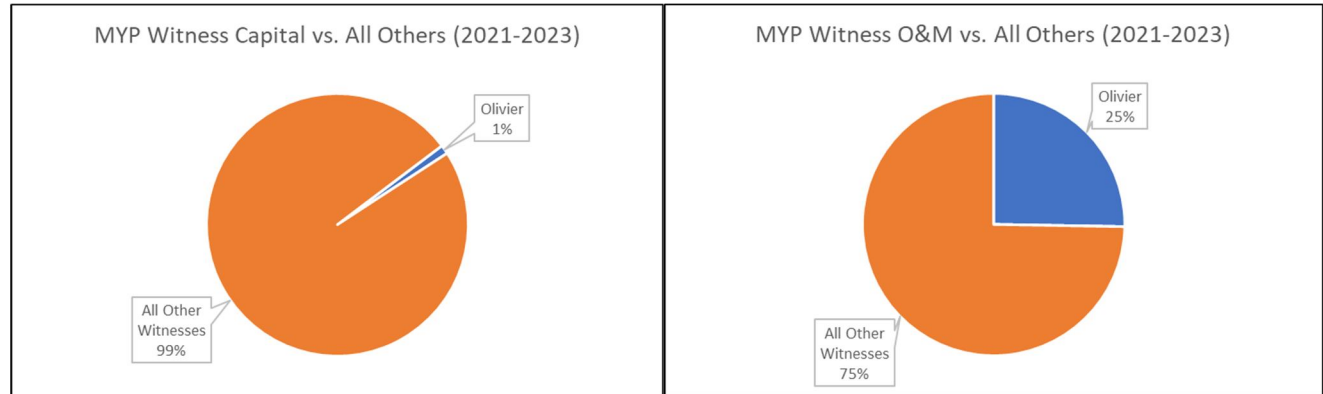 MYP Witness Capital vs. All Others (2021-2023)
Olivier
1%
All Other
Witnesses
99%
MYP Witness O&M vs. All Others (2021-2023)
Olivier
25%
All Other
Witnesses
75%